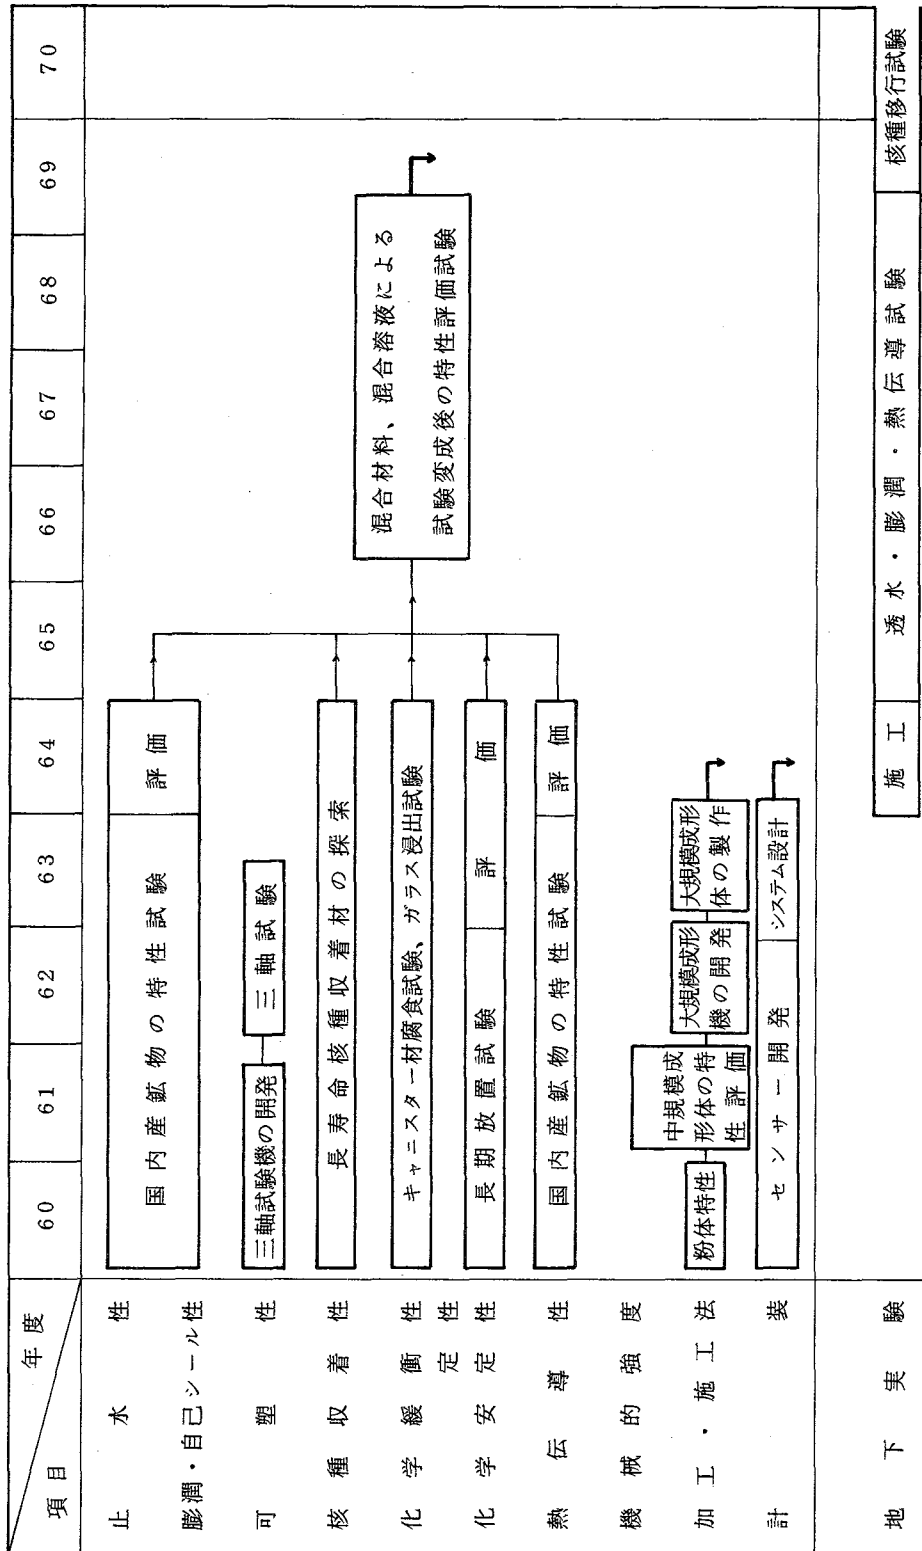 項目 年度 60 61 62 63 64 65 66 67 68 69 70
止水性
膨潤・自己シール性
国内産鉱物の特性試験 評価
可塑性
三軸試験機の開発 三軸試験
核種収着性
長寿命核種収着材の探索
化学緩衝性
キャニスター材腐食試験、ガラス浸出試験
定性
化学安定性
長期放置試験 評価
熱伝導性
国内産鉱物の特性試験 評価
混合材料、混合溶液による
試験変成後の特性評価試験
機械的強度
加工・施工法
粉体特性
中規模成
形体の特
性評価
大規模成形
機の開発
大規模成形
体の製作
計装
センサー開発 システム設計
地下実験
施工 透水・膨潤・熱伝導試験 核種移行試験